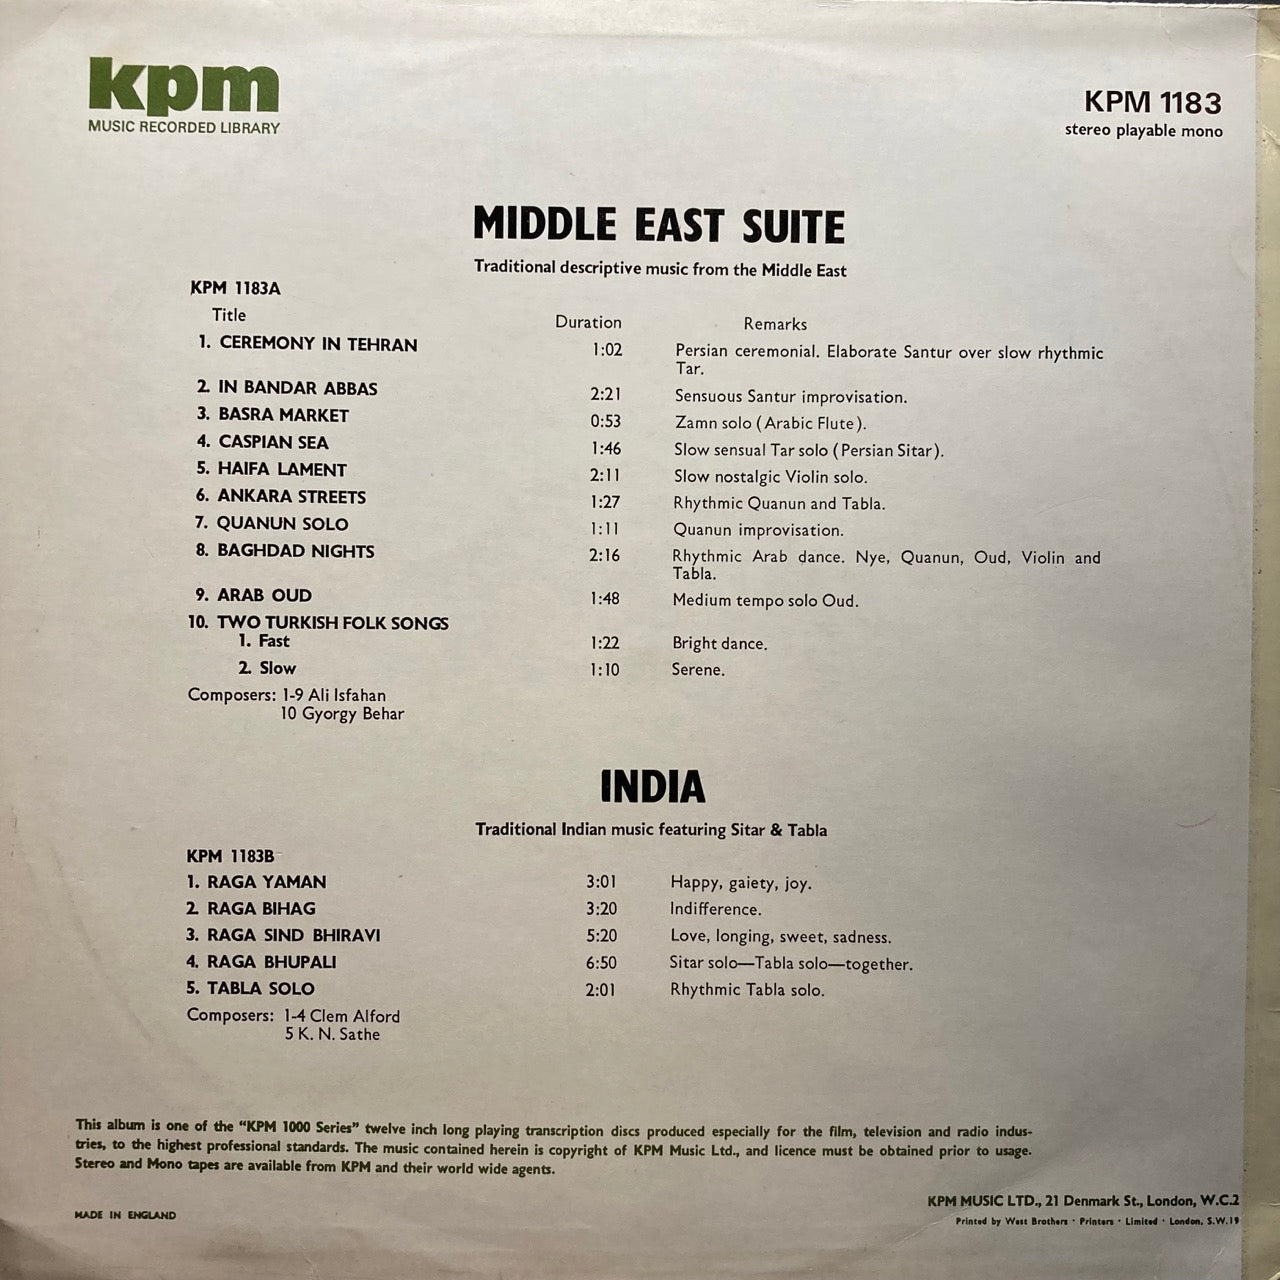 kpm
MUSIC RECORDED LIBRARY
KPM 1183
stereo playable mono
MIDDLE EAST SUITE
Traditional descriptive music from the Middle East
KPM 1183A
Title Duration Remarks
1. CEREMONY IN TEHRAN 1:02 Persian ceremonial. Elaborate Santur over slow rhythmic
Tar.
2. IN BANDAR ABBAS 2:21 Sensuous Santur improvisation.
3. BASRA MARKET 0:53 Zamn solo (Arabic Flute).
4. CASPIAN SEA 1:46 Slow sensual Tar solo (Persian Sitar).
5. HAIFA LAMENT 2:11 Slow nostalgic Violin solo.
6. ANKARA STREETS 1:27 Rhythmic Quanun and Tabla.
7. QUANUN SOLO 1:11 Quanun improvisation.
8. BAGHDAD NIGHTS 2:16 Rhythmic Arab dance. Nye, Quanun, Oud, Violin and
Tabla.
9. ARAB OUD 1:48 Medium tempo solo Oud.
10. TWO TURKISH FOLK SONGS
1. Fast 1:22 Bright dance.
2. Slow 1:10 Serene.
Composers: 1-9 Ali Isfahan
10 Gyorgy Behar
INDIA
Traditional Indian music featuring Sitar & Tabla
KPM 1183B
1. RAGA YAMAN 3:01 Happy, gaiety, joy.
2. RAGA BIHAG 3:20 Indifference.
3. RAGA SIND BHIRAVI 5:20 Love, longing, sweet, sadness.
4. RAGA BHUPALI 6:50 Sitar solo—Tabla solo—together.
5. TABLA SOLO 2:01 Rhythmic Tabla solo.
Composers: 1-4 Clem Alford
5 K. N. Sathe
This album is one of the "KPM 1000 Series" twelve inch long playing transcription discs produced especially for the film, television and radio indus-
tries, to the highest professional standards. The music contained herein is copyright of KPM Music Ltd., and licence must be obtained prior to usage.
Stereo and Mono tapes are available from KPM and their world wide agents.
KPM MUSIC LTD., 21 Denmark St., London, W.C.2
MADE IN ENGLAND
Printed by West Brothers · Printers · Limited · London, S.W.19